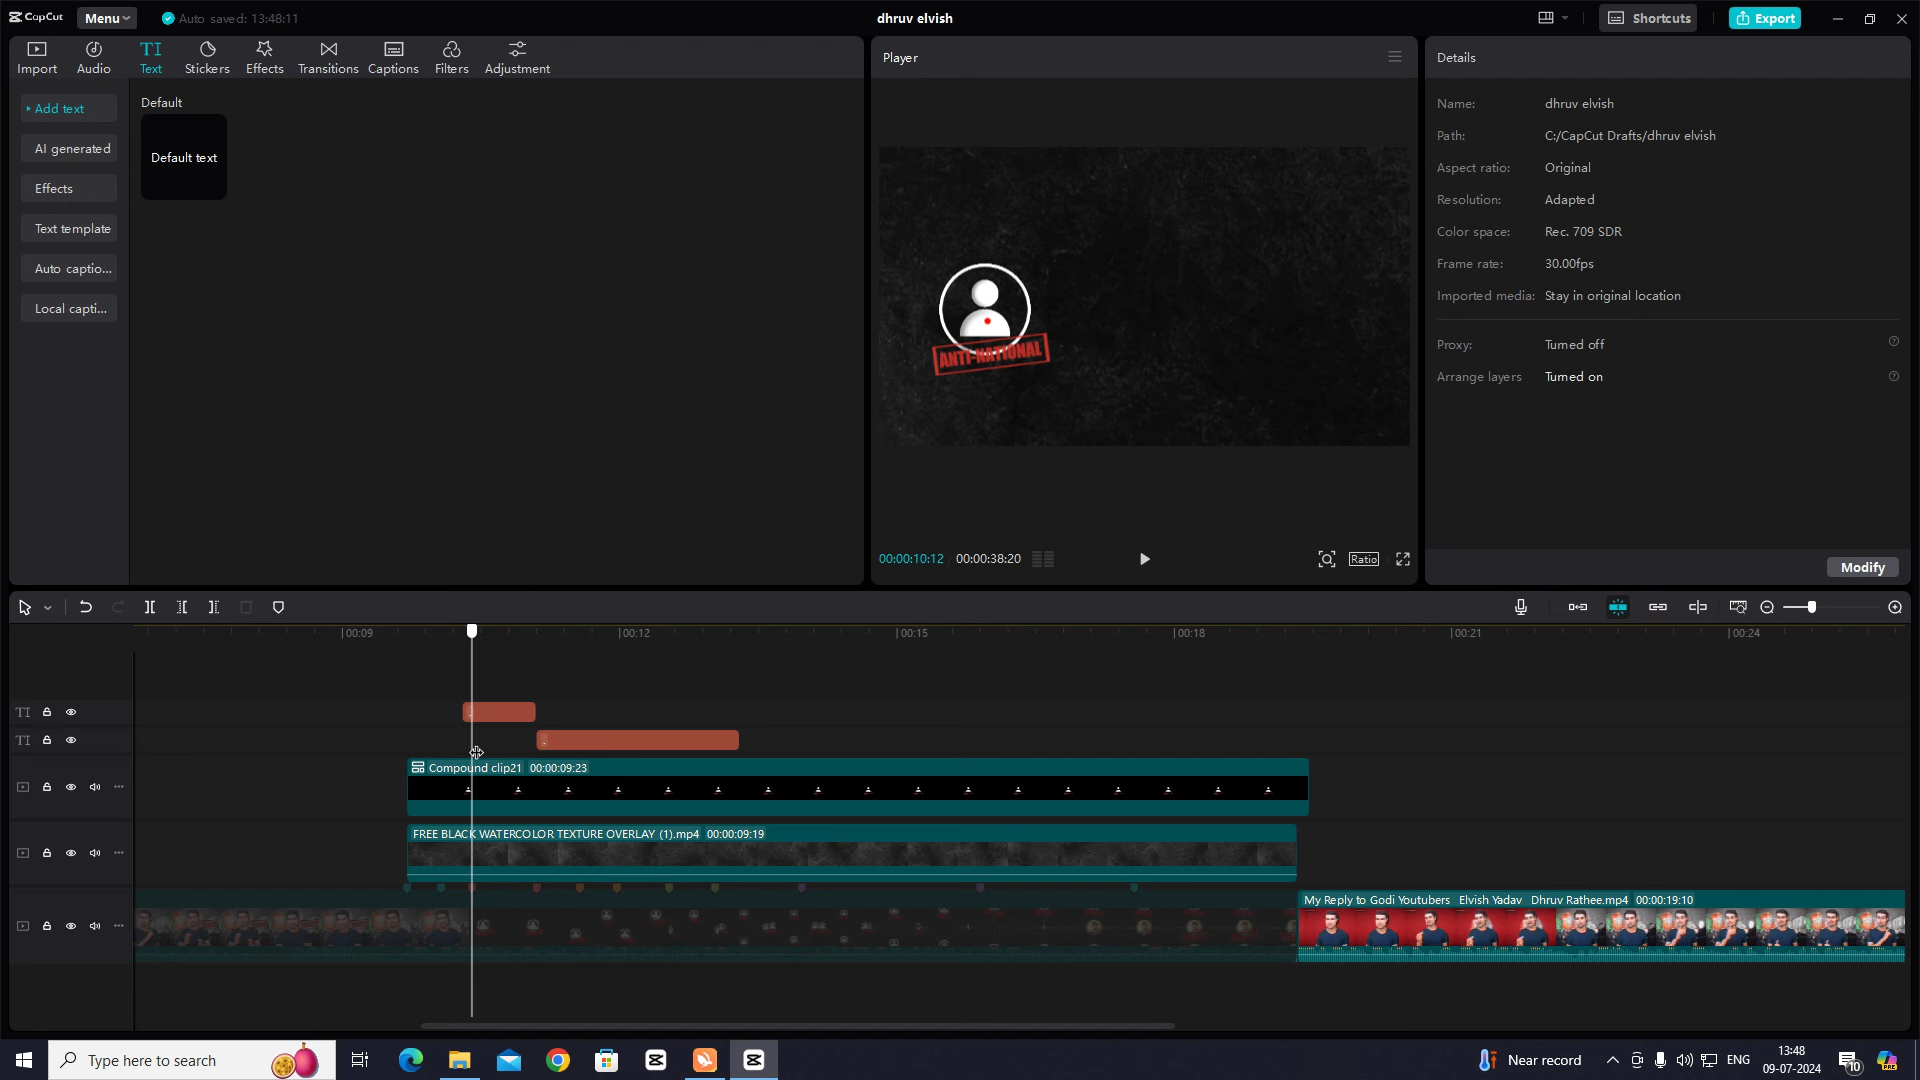 CapCut
Menu
Auto saved: 13:48:11
dhruv elvish
Shortcuts
Export
Import
Audio
TI
Text
Stickers
Effects
Transitions
Captions
Filters
Adjustment
Add text
AI generated
Effects
Text template
Auto captio...
Local capti...
Default
Default text
Player
ANTI-NATIONAL
00:00:10:12
00:00:38:20
Ratio
Details
Name: dhruv elvish
Path: C:/CapCut Drafts/dhruv elvish
Aspect ratio: Original
Resolution: Adapted
Color space: Rec. 709 SDR
Frame rate: 30.00fps
Imported media: Stay in original location
Proxy: Turned off
Arrange layers Turned on
Modify
00:09
00:12
00:15
00:18
00:21
00:24
TI
TI
Compound clip21 00:00:09:23
FREE BLACK WATERCOLOR TEXTURE OVERLAY (1).mp4 00:00:09:19
My Reply to Godi Youtubers Elvish Yadav Dhruv Rathee.mp4 00:00:19:10
Type here to search
Near record
ENG
13:48
09-07-2024
10
PRE